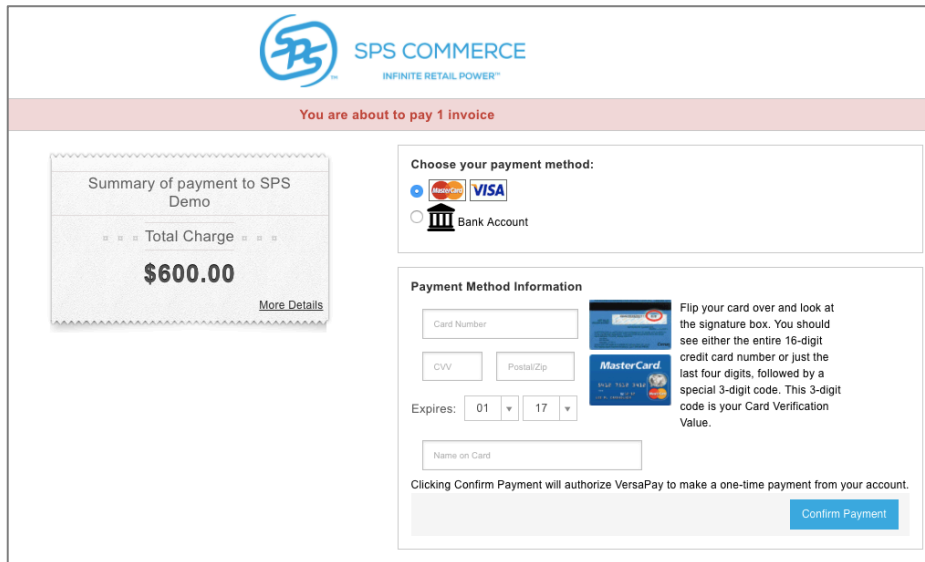 SPS
SPS COMMERCE
INFINITE RETAIL POWER™
You are about to pay 1 invoice
Summary of payment to SPS
Demo
Total Charge
$600.00
More Details
Choose your payment method:
MasterCard VISA
Bank Account
Payment Method Information
Card Number
CVV Postal/Zip
Expires: 01 17
Name on Card
MasterCard
Flip your card over and look at
the signature box. You should
see either the entire 16-digit
credit card number or just the
last four digits, followed by a
special 3-digit code. This 3-digit
code is your Card Verification
Value.
Clicking Confirm Payment will authorize VersaPay to make a one-time payment from your account.
Confirm Payment